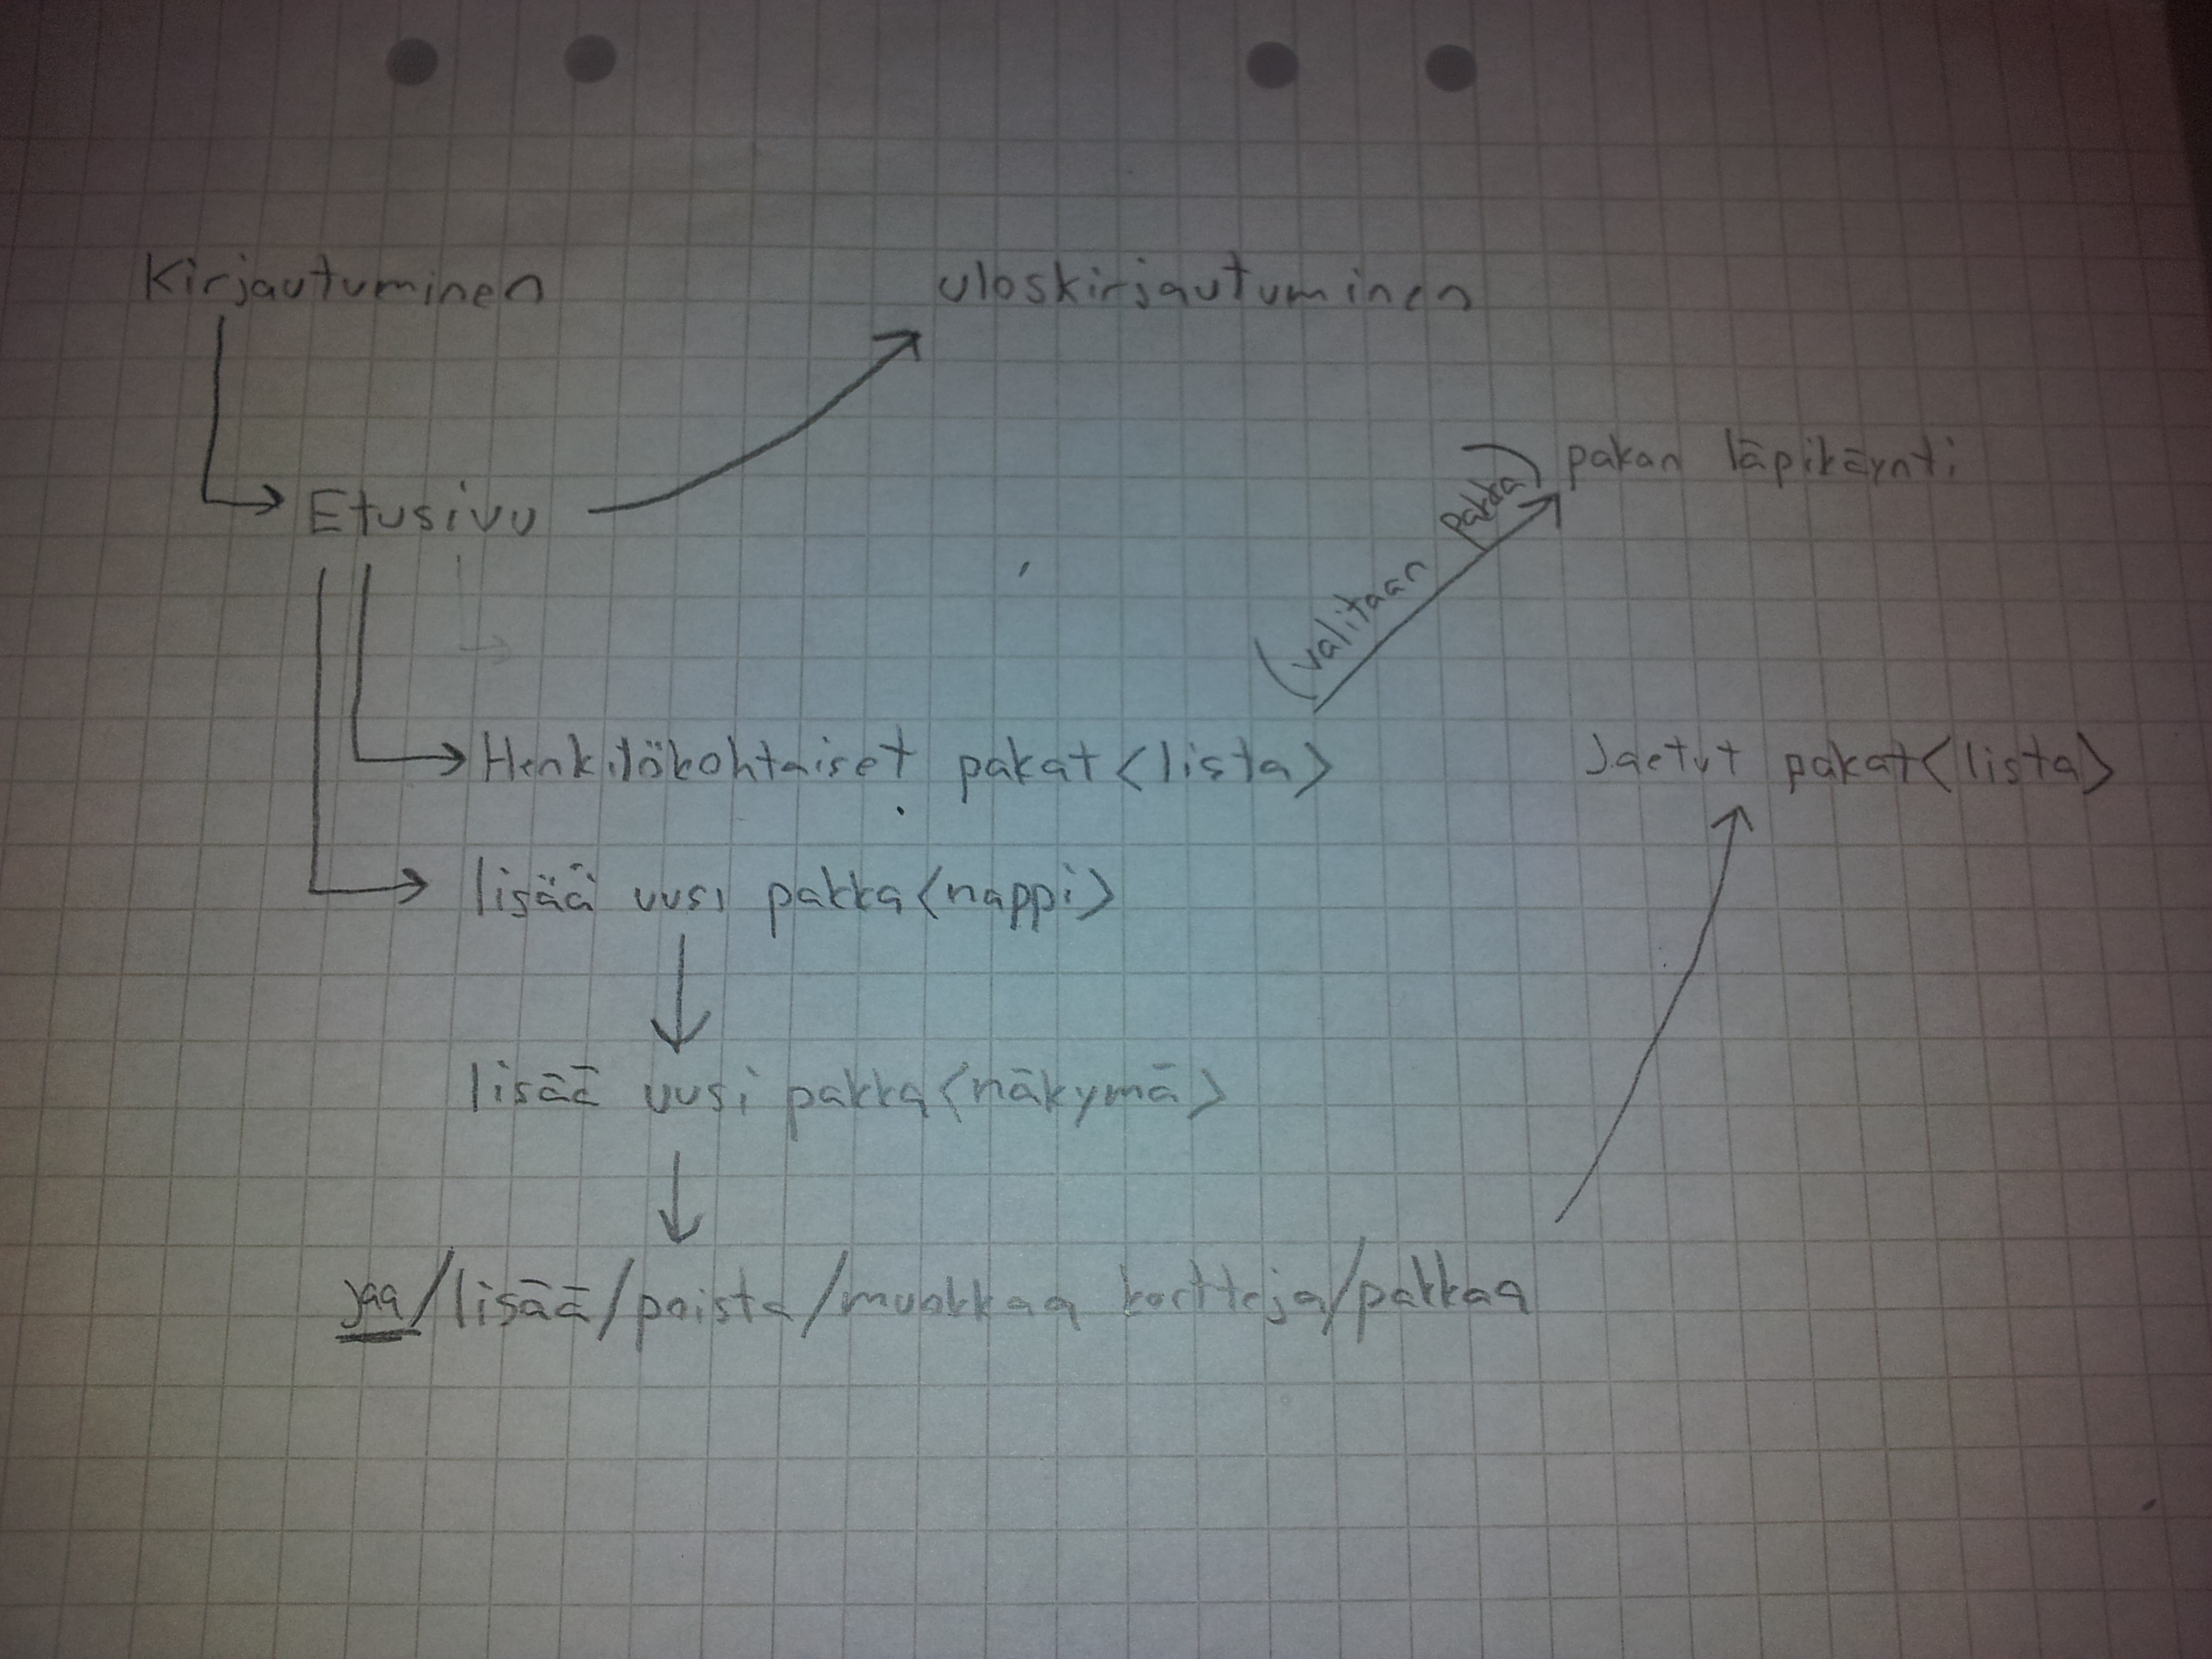 Kirjautuminen
uloskirjautuminen
pakan läpikäynti
Etusivu
(valitaan pakka)
Henkilökohtaiset pakat <lista>
Jaetut pakat <lista>
lisää uusi pakka <nappi>
lisää uusi pakka <näkymä>
jaa/lisää/poista/muokkaa kortteja/pakkaa